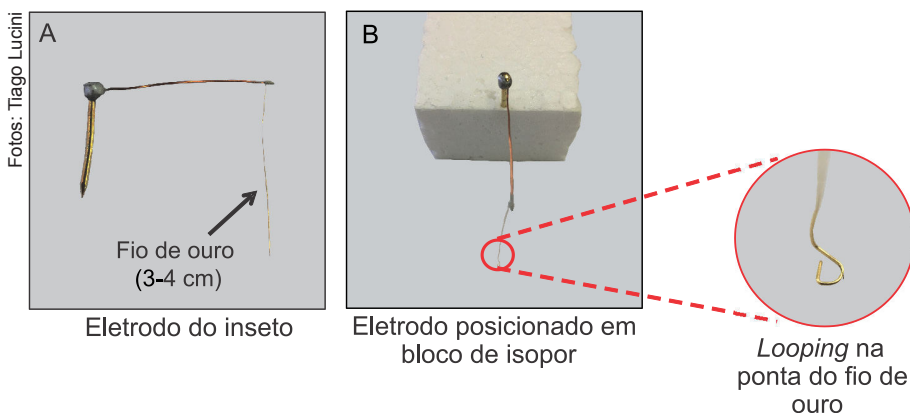 Fotos: Tiago Lucini
A
Fio de ouro
(3-4 cm)
Eletrodo do inseto
B
Eletrodo posicionado em
bloco de isopor
Looping na
ponta do fio de
ouro